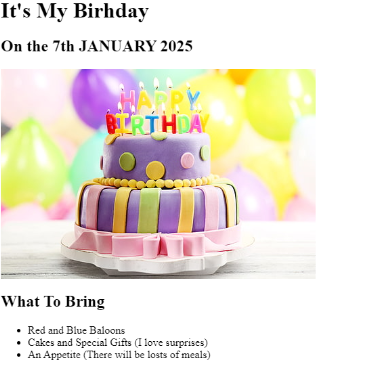 It's My Birhday
On the 7th JANUARY 2025
HAPPY
BIRTHDAY
What To Bring
Red and Blue Baloons
Cakes and Special Gifts (I love surprises)
An Appetite (There will be losts of meals)